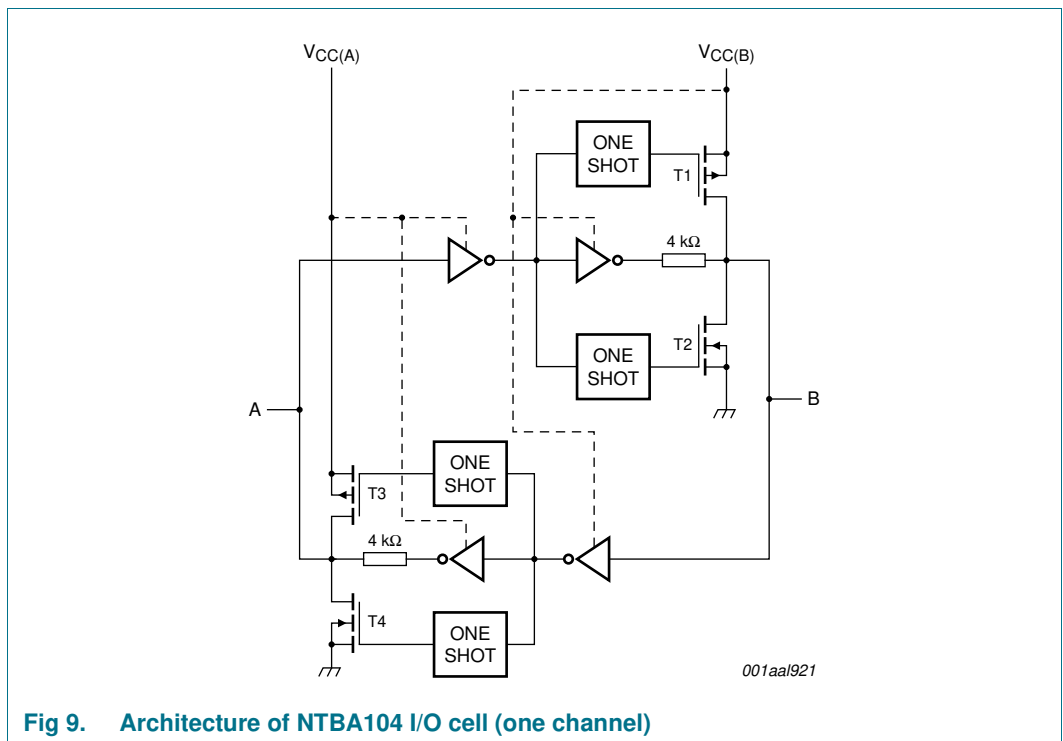 VCC(A)
VCC(B)
ONE
SHOT
T1
4 kΩ
ONE
SHOT
T2
A
B
ONE
SHOT
T3
4 kΩ
T4
ONE
SHOT
001aal921
Fig 9. Architecture of NTBA104 I/O cell (one channel)